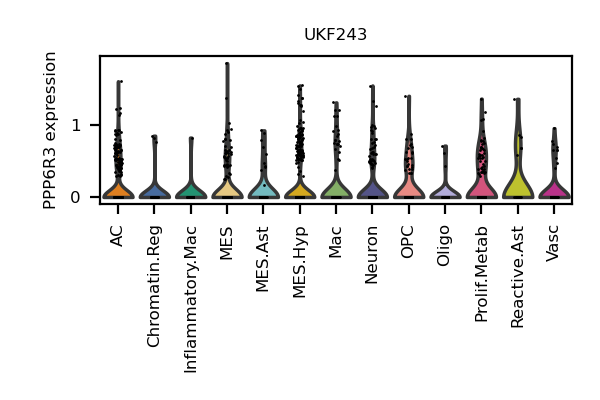 UKF243
PPP6R3 expression
1
0
AC
Chromatin.Reg
Inflammatory.Mac
MES
MES.Ast
MES.Hyp
Mac
Neuron
OPC
Oligo
Prolif.Metab
Reactive.Ast
Vasc